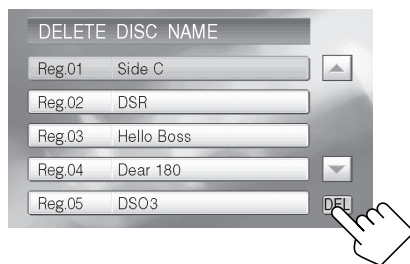 DELETE DISC NAME
Reg.01 Side C
Reg.02 DSR
Reg.03 Hello Boss
Reg.04 Dear 180
Reg.05 DSO3
DEL